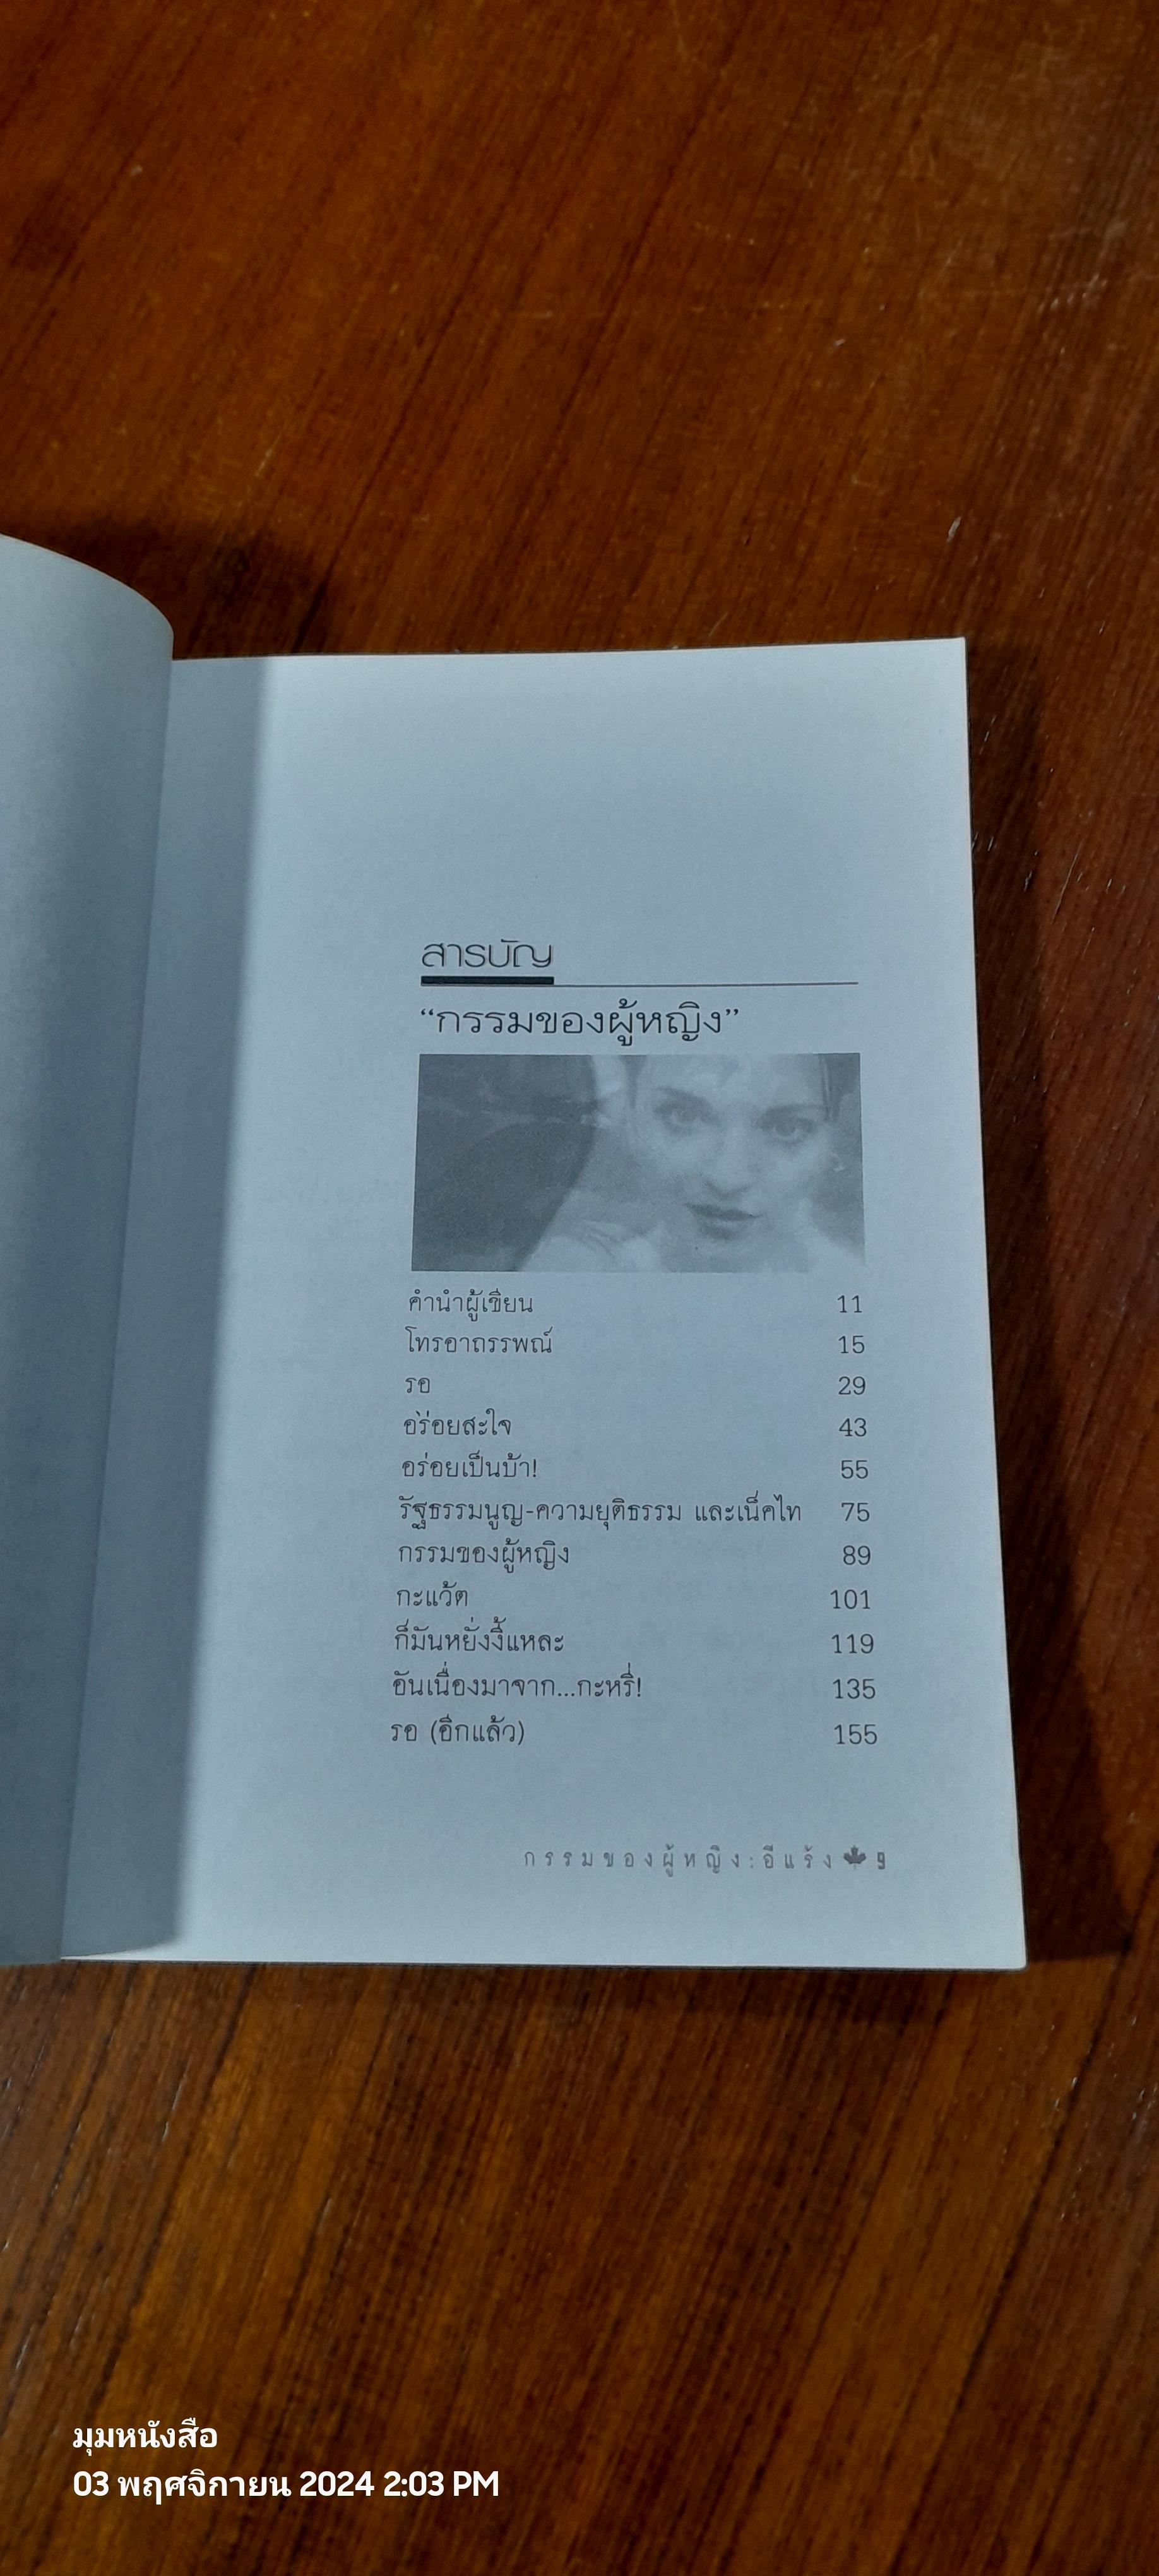 สารบัญ
“กรรมของผู้หญิง”
คำนำผู้เขียน 11
โทรอาถรรพณ์ 15
รอ 29
อร่อยสะใจ 43
อร่อยเป็นบ้า! 55
รัฐธรรมนูญ-ความยุติธรรม และเน็คไท 75
กรรมของผู้หญิง 89
กะแว้ต 101
ก็มันหยั่งงี้แหละ 119
อันเนื่องมาจาก...กะหรี่! 135
รอ (อีกแล้ว) 155
กรรมของผู้หญิง:อีแร้ง 9
มุมหนังสือ
03 พฤศจิกายน 2024 2:03 PM